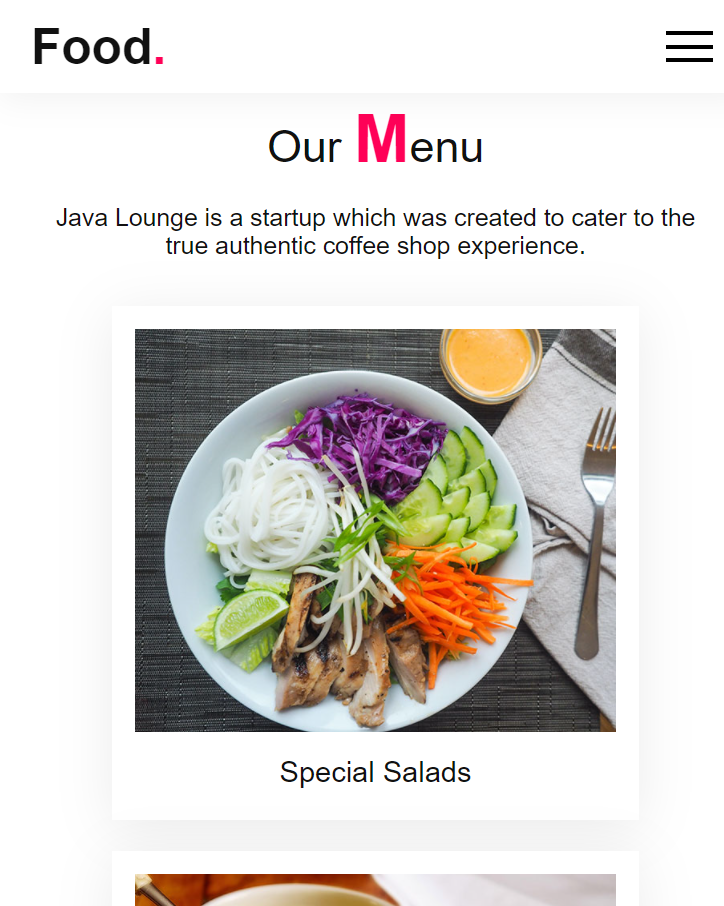 Food.
Our Menu
Java Lounge is a startup which was created to cater to the
true authentic coffee shop experience.
Special Salads